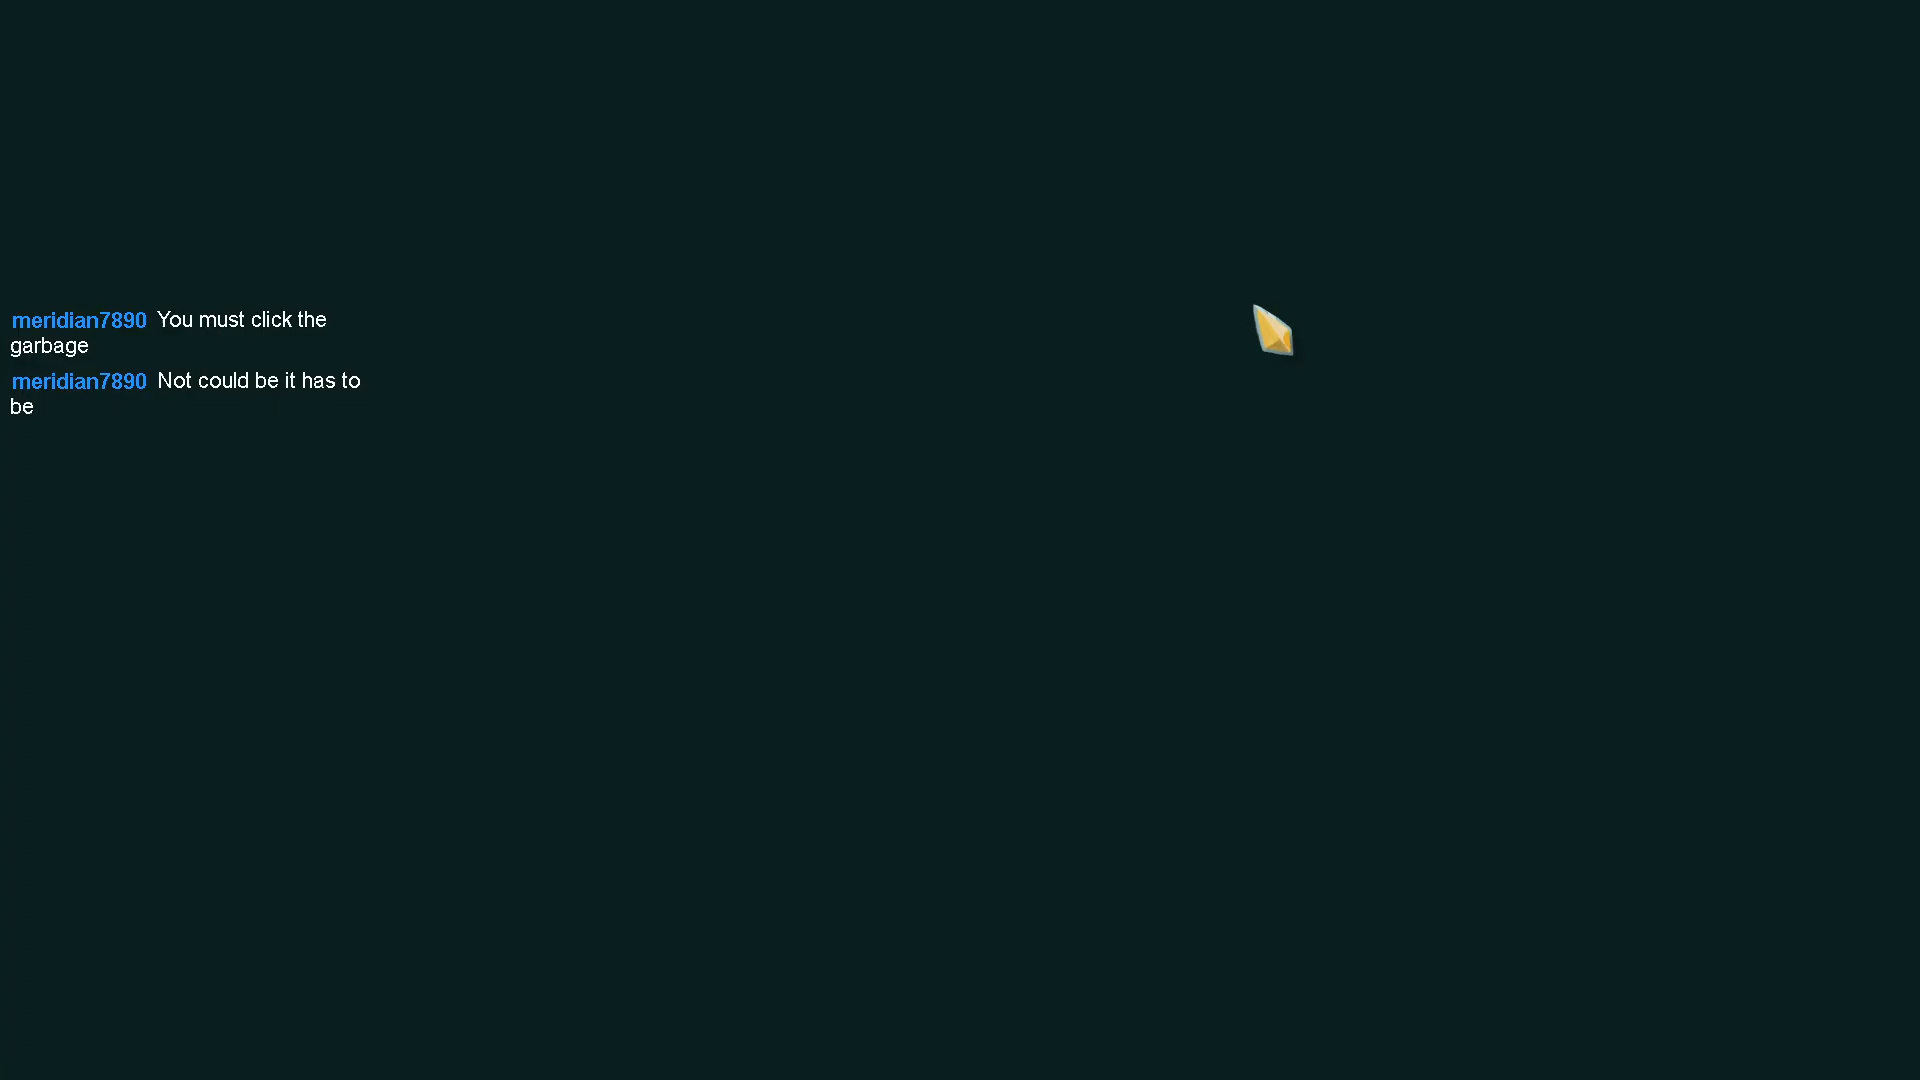 meridian7890 You must click the
garbage
meridian7890 Not could be it has to
be